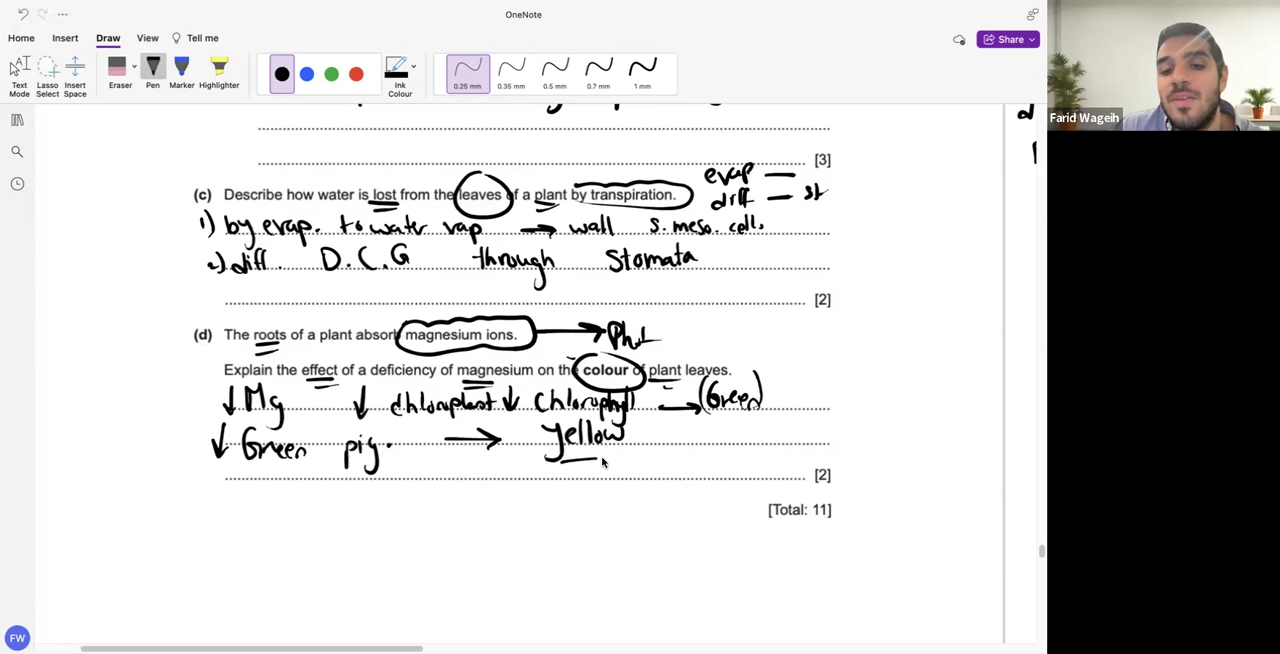 OneNote
Home Insert Draw View Tell me
Share
Text Mode
Lasso Select
Insert Space
Eraser
Pen
Marker
Highlighter
Ink Colour
0.25 mm
0.35 mm
0.5 mm
0.7 mm
1 mm
Farid Wageih
[3]
evap —
(c) Describe how water is lost from the leaves of a plant by transpiration.
diff — st
1) by evap. to water vap → wall s. meso. cells
2) diff. D.C.G through Stomata
[2]
(d) The roots of a plant absorb magnesium ions. →
Explain the effect of a deficiency of magnesium on the colour of plant leaves.
↓ Mg ↓ chloroplast ↓ Chlorophyll → (Green)
↓ Green pig. → yellow
[2]
[Total: 11]
FW